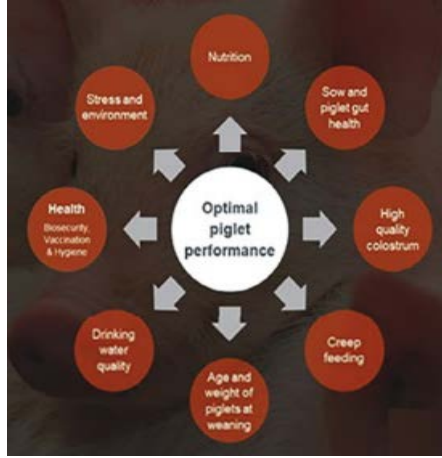 Nutrition
Sow and
piglet gut
health
High
quality
colostrum
Creep
feeding
Age and
weight of
piglets at
weaning
Drinking
water
quality
Health
Biosecurity,
Vaccination
& Hygiene
Stress and
environment
Optimal
piglet
performance